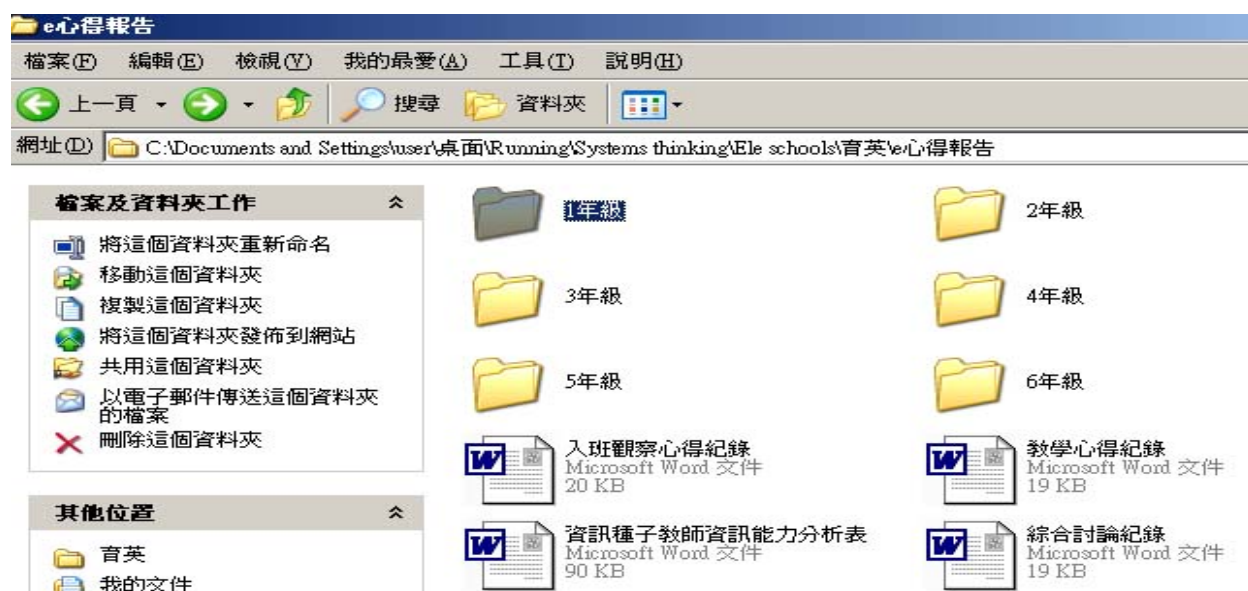 e心得報告
檔案(F) 編輯(E) 檢視(V) 我的最愛(A) 工具(T) 說明(H)
上一頁 搜尋 資料夾
網址(D) C:\Documents and Settings\user\桌面\Running\Systems thinking\Ele schools\育英\e心得報告
檔案及資料夾工作
將這個資料夾重新命名
移動這個資料夾
複製這個資料夾
將這個資料夾發佈到網站
共用這個資料夾
以電子郵件傳送這個資料夾
的檔案
刪除這個資料夾
其他位置
育英
我的文件
1年級
2年級
3年級
4年級
5年級
6年級
入班觀察心得紀錄
Microsoft Word 文件
20 KB
教學心得紀錄
Microsoft Word 文件
19 KB
資訊種子教師資訊能力分析表
Microsoft Word 文件
90 KB
綜合討論紀錄
Microsoft Word 文件
19 KB